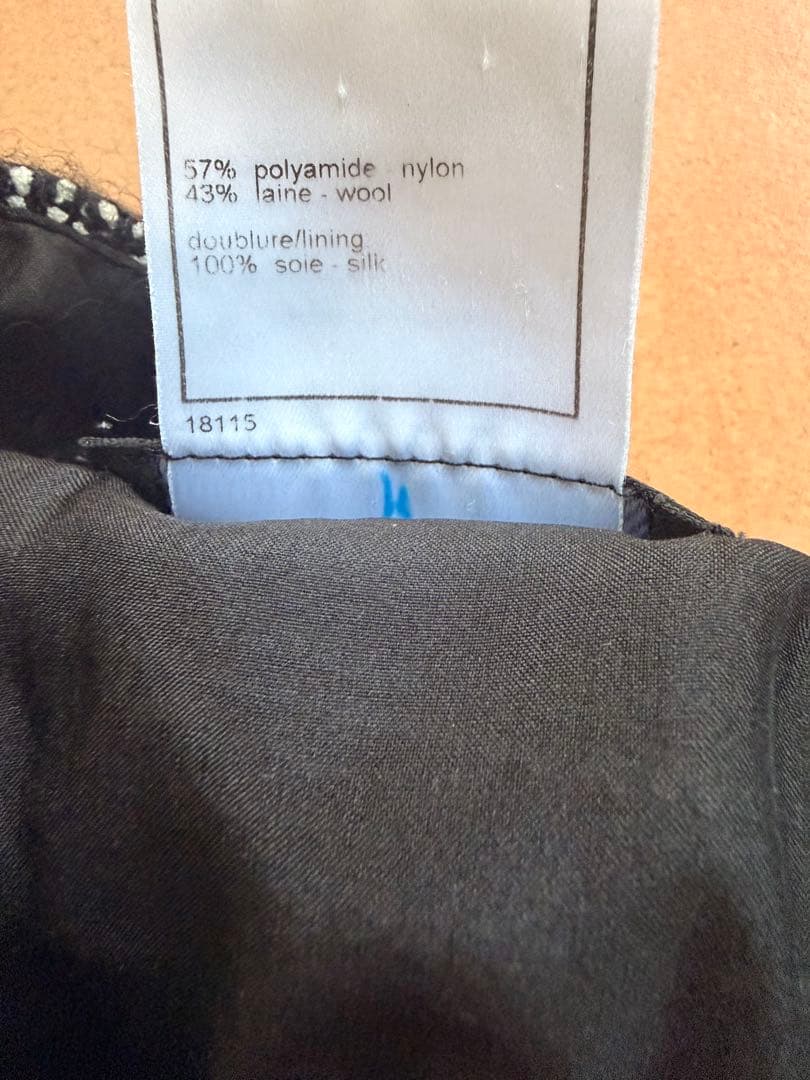 57% polyamide - nylon
43% laine - wool
doublure/lining
100% soie - silk
18115